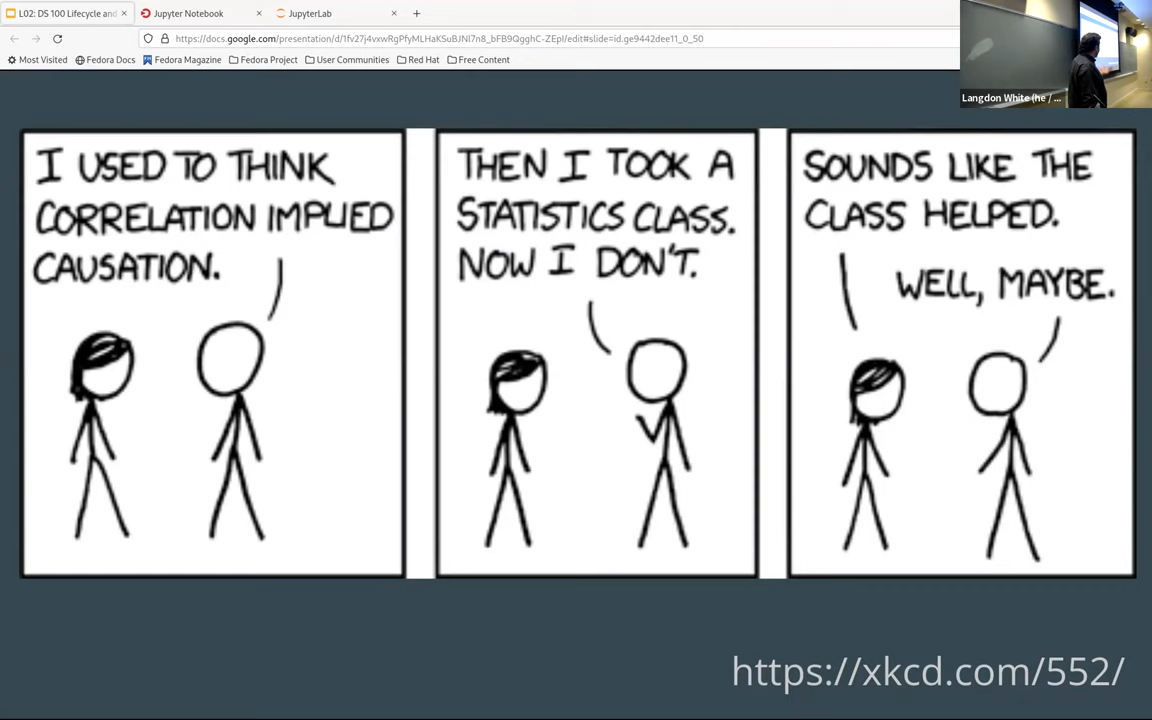 L02: DS 100 Lifecycle and
Jupyter Notebook
JupyterLab
https://docs.google.com/presentation/d/1fv27j4vxwRgPfyMLHaKSuBJNl7n8_bFB9QgghC-ZEpI/edit#slide=id.ge9442dee11_0_50
Most Visited
Fedora Docs
Fedora Magazine
Fedora Project
User Communities
Red Hat
Free Content
Langdon White (he / ...
I USED TO THINK
CORRELATION IMPLIED
CAUSATION.
THEN I TOOK A
STATISTICS CLASS.
NOW I DON'T.
SOUNDS LIKE THE
CLASS HELPED.
WELL, MAYBE.
https://xkcd.com/552/